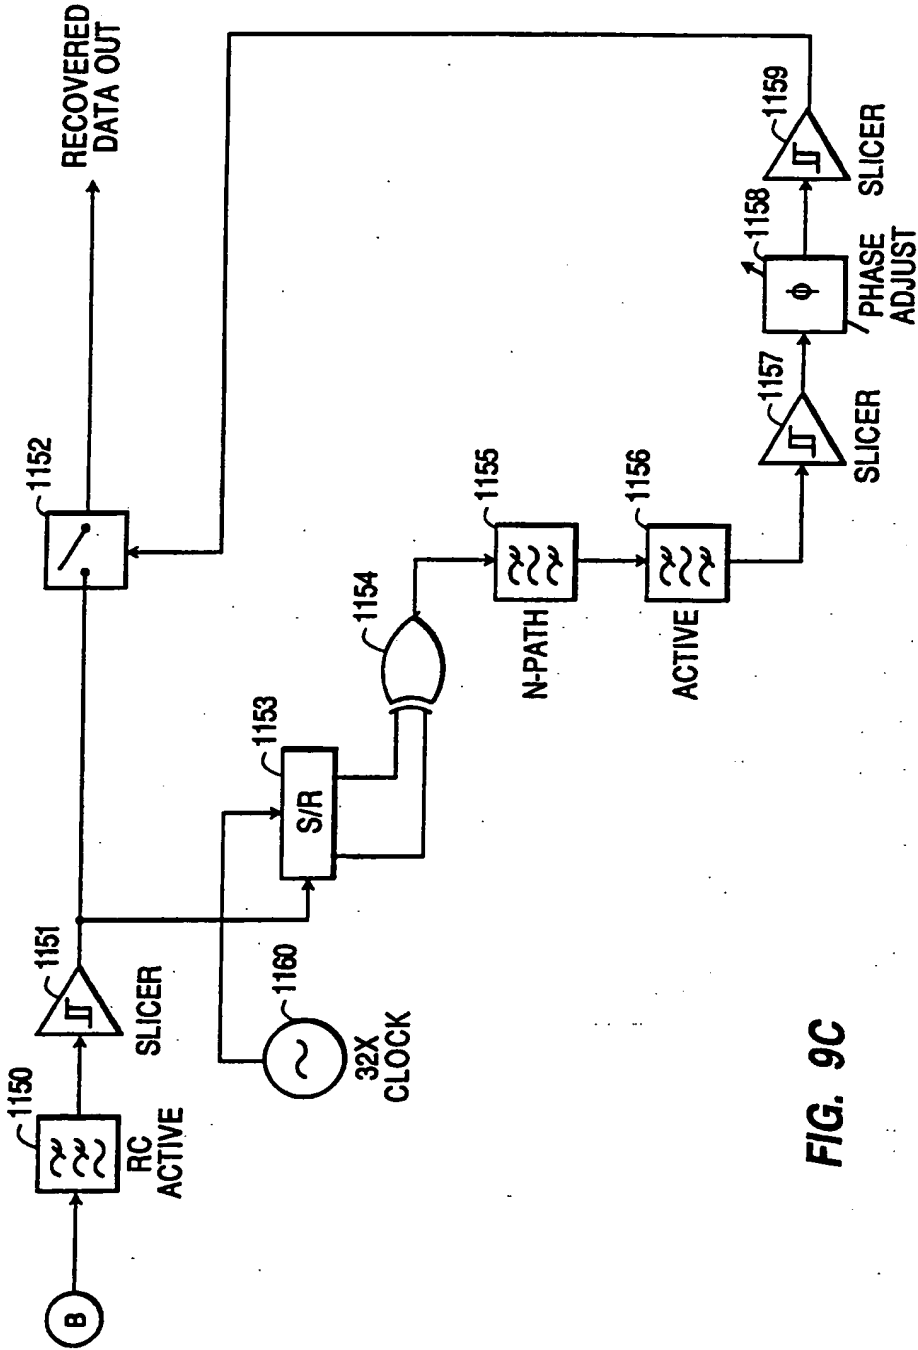 B
1150
RC
ACTIVE
1151
SLICER
1152
RECOVERED
DATA OUT
1160
32X
CLOCK
1153
S/R
1154
1155
N-PATH
1156
ACTIVE
1157
SLICER
1158
ϕ
PHASE
ADJUST
1159
SLICER
FIG. 9C